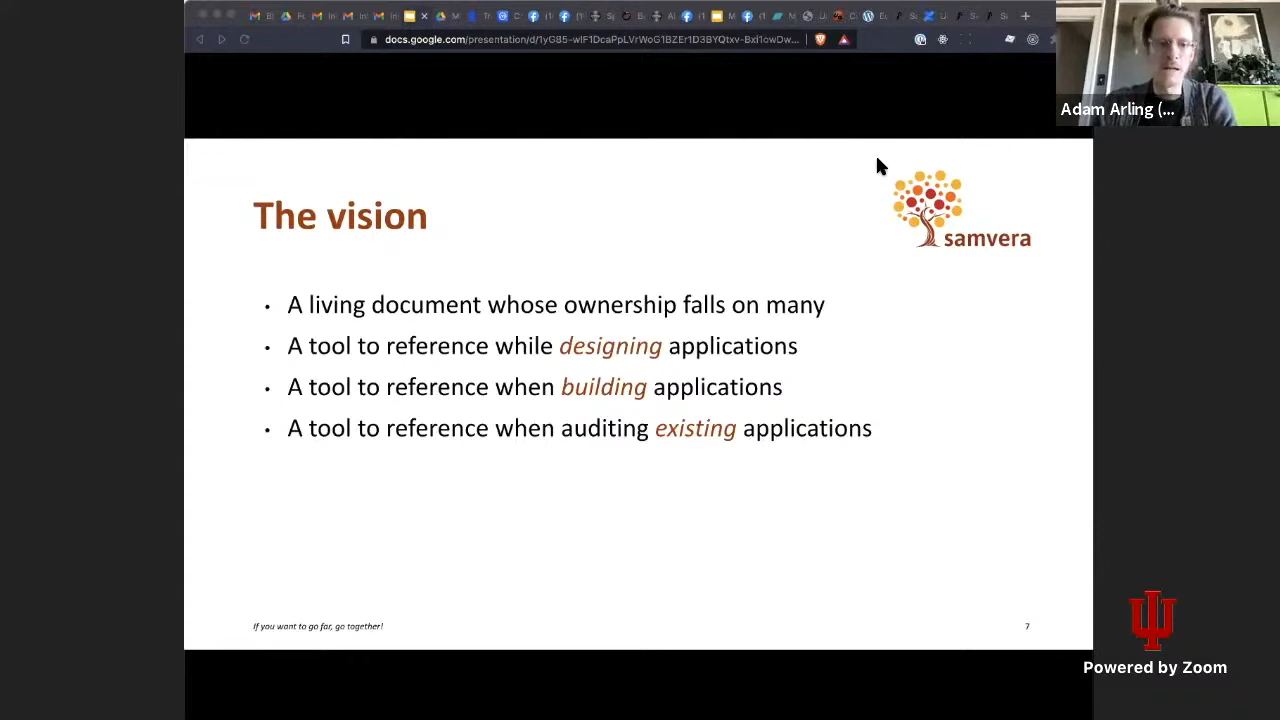 docs.google.com/presentation/d/1yG85-wlF1DcaPpLVrWoG1BZEr1D3BYQtxv-Bxl1owDw...
Adam Arling (...
The vision
samvera
• A living document whose ownership falls on many
• A tool to reference while designing applications
• A tool to reference when building applications
• A tool to reference when auditing existing applications
If you want to go far, go together!
7
Powered by Zoom